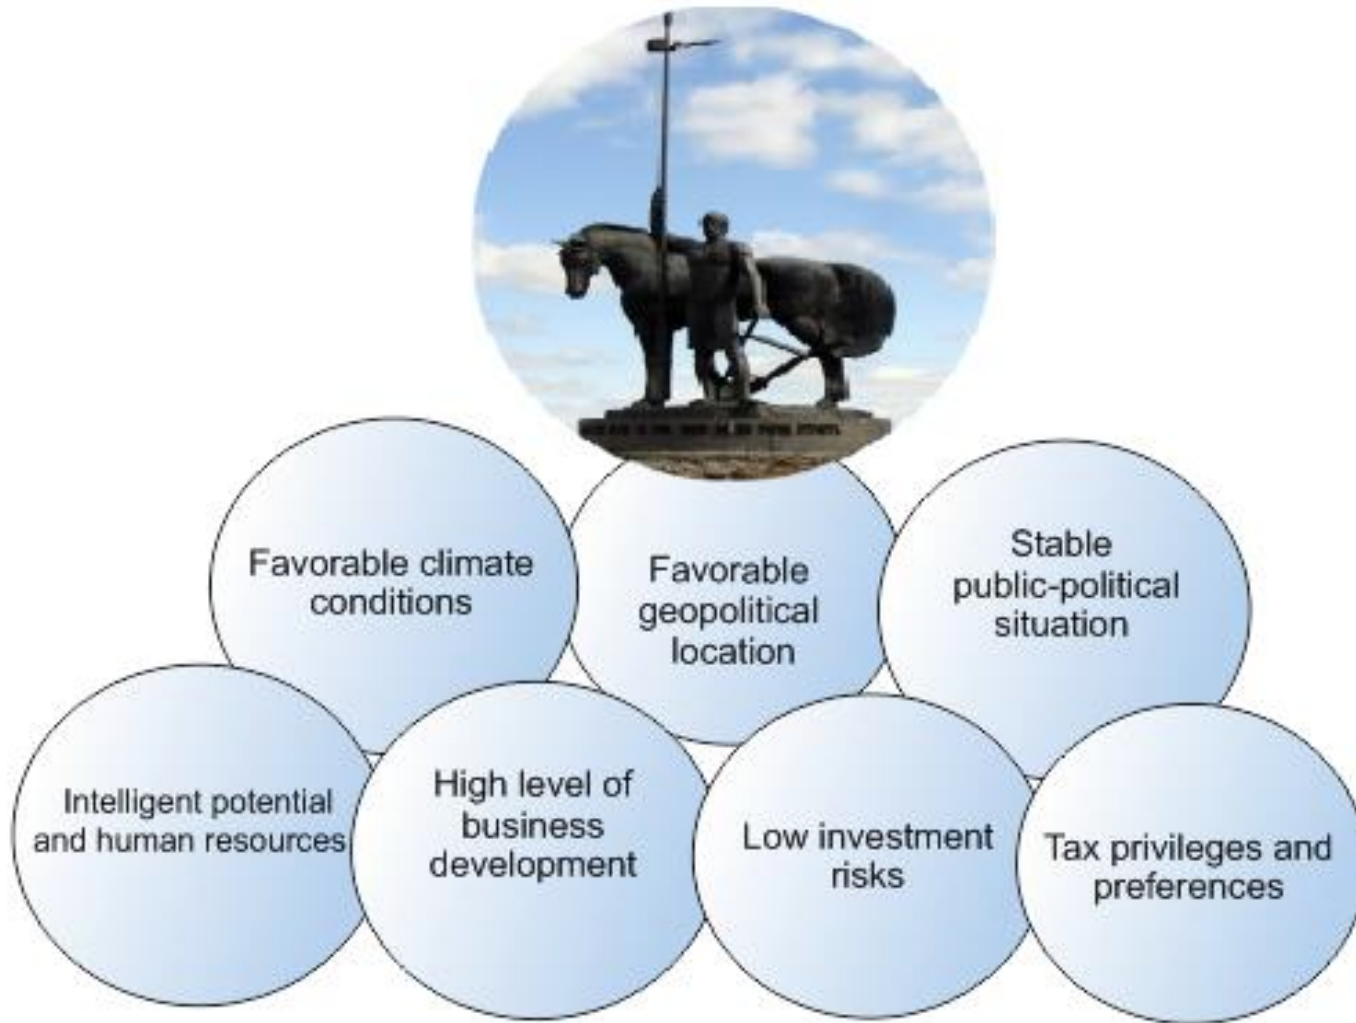 Favorable climate
conditions
Favorable
geopolitical
location
Stable
public-political
situation
Intelligent potential
and human resources
High level of
business
development
Low investment
risks
Tax privileges and
preferences